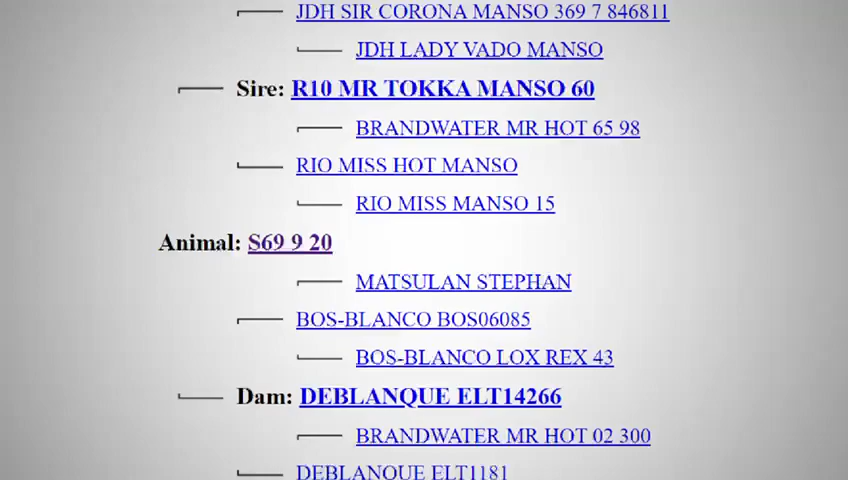 JDH SIR CORONA MANSO 369 7 846811
JDH LADY VADO MANSO
Sire: R10 MR TOKKA MANSO 60
BRANDWATER MR HOT 65 98
RIO MISS HOT MANSO
RIO MISS MANSO 15
Animal: S69 9 20
MATSULAN STEPHAN
BOS-BLANCO BOS06085
BOS-BLANCO LOX REX 43
Dam: DEBLANQUE ELT14266
BRANDWATER MR HOT 02 300
DEBLANQUE ELT1181